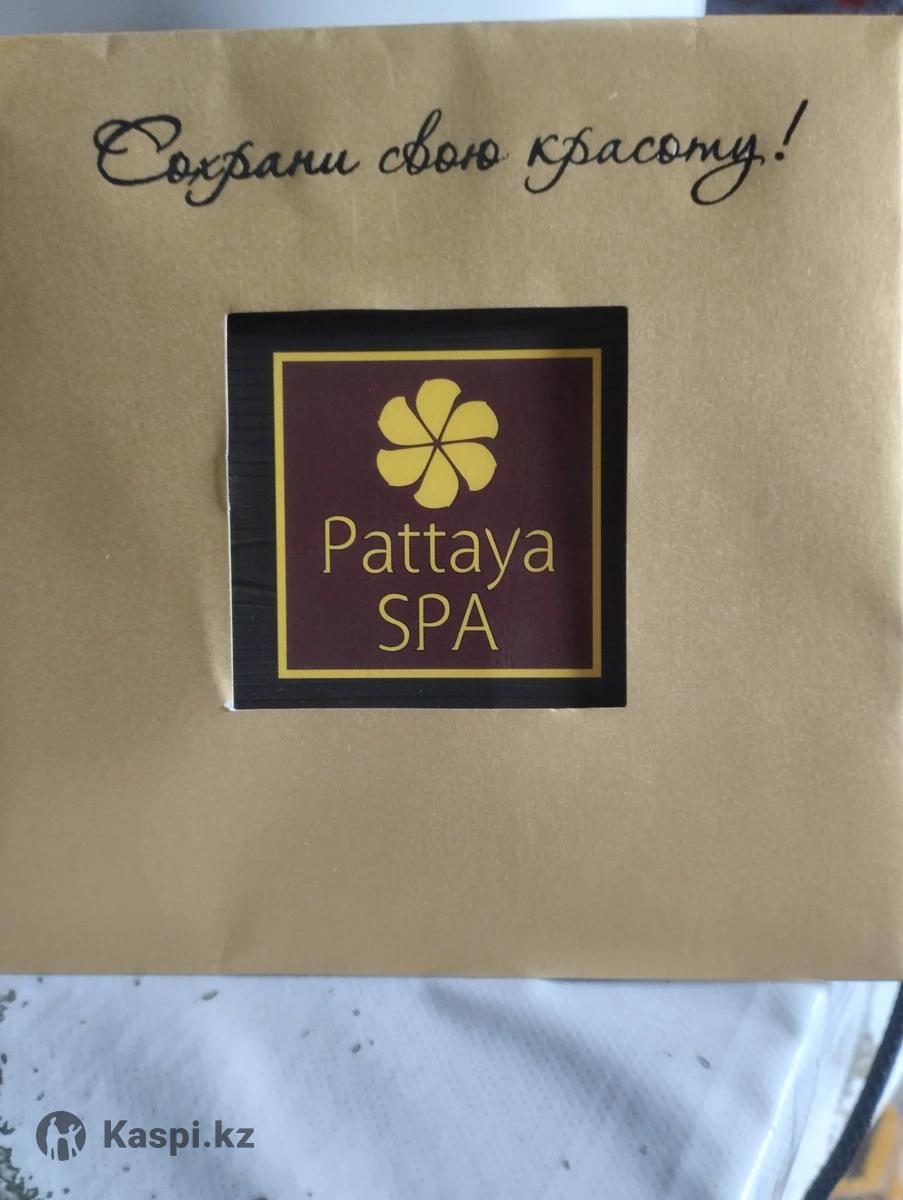 Сохрани свою красоту!
Pattaya
SPA
Kaspi.kz